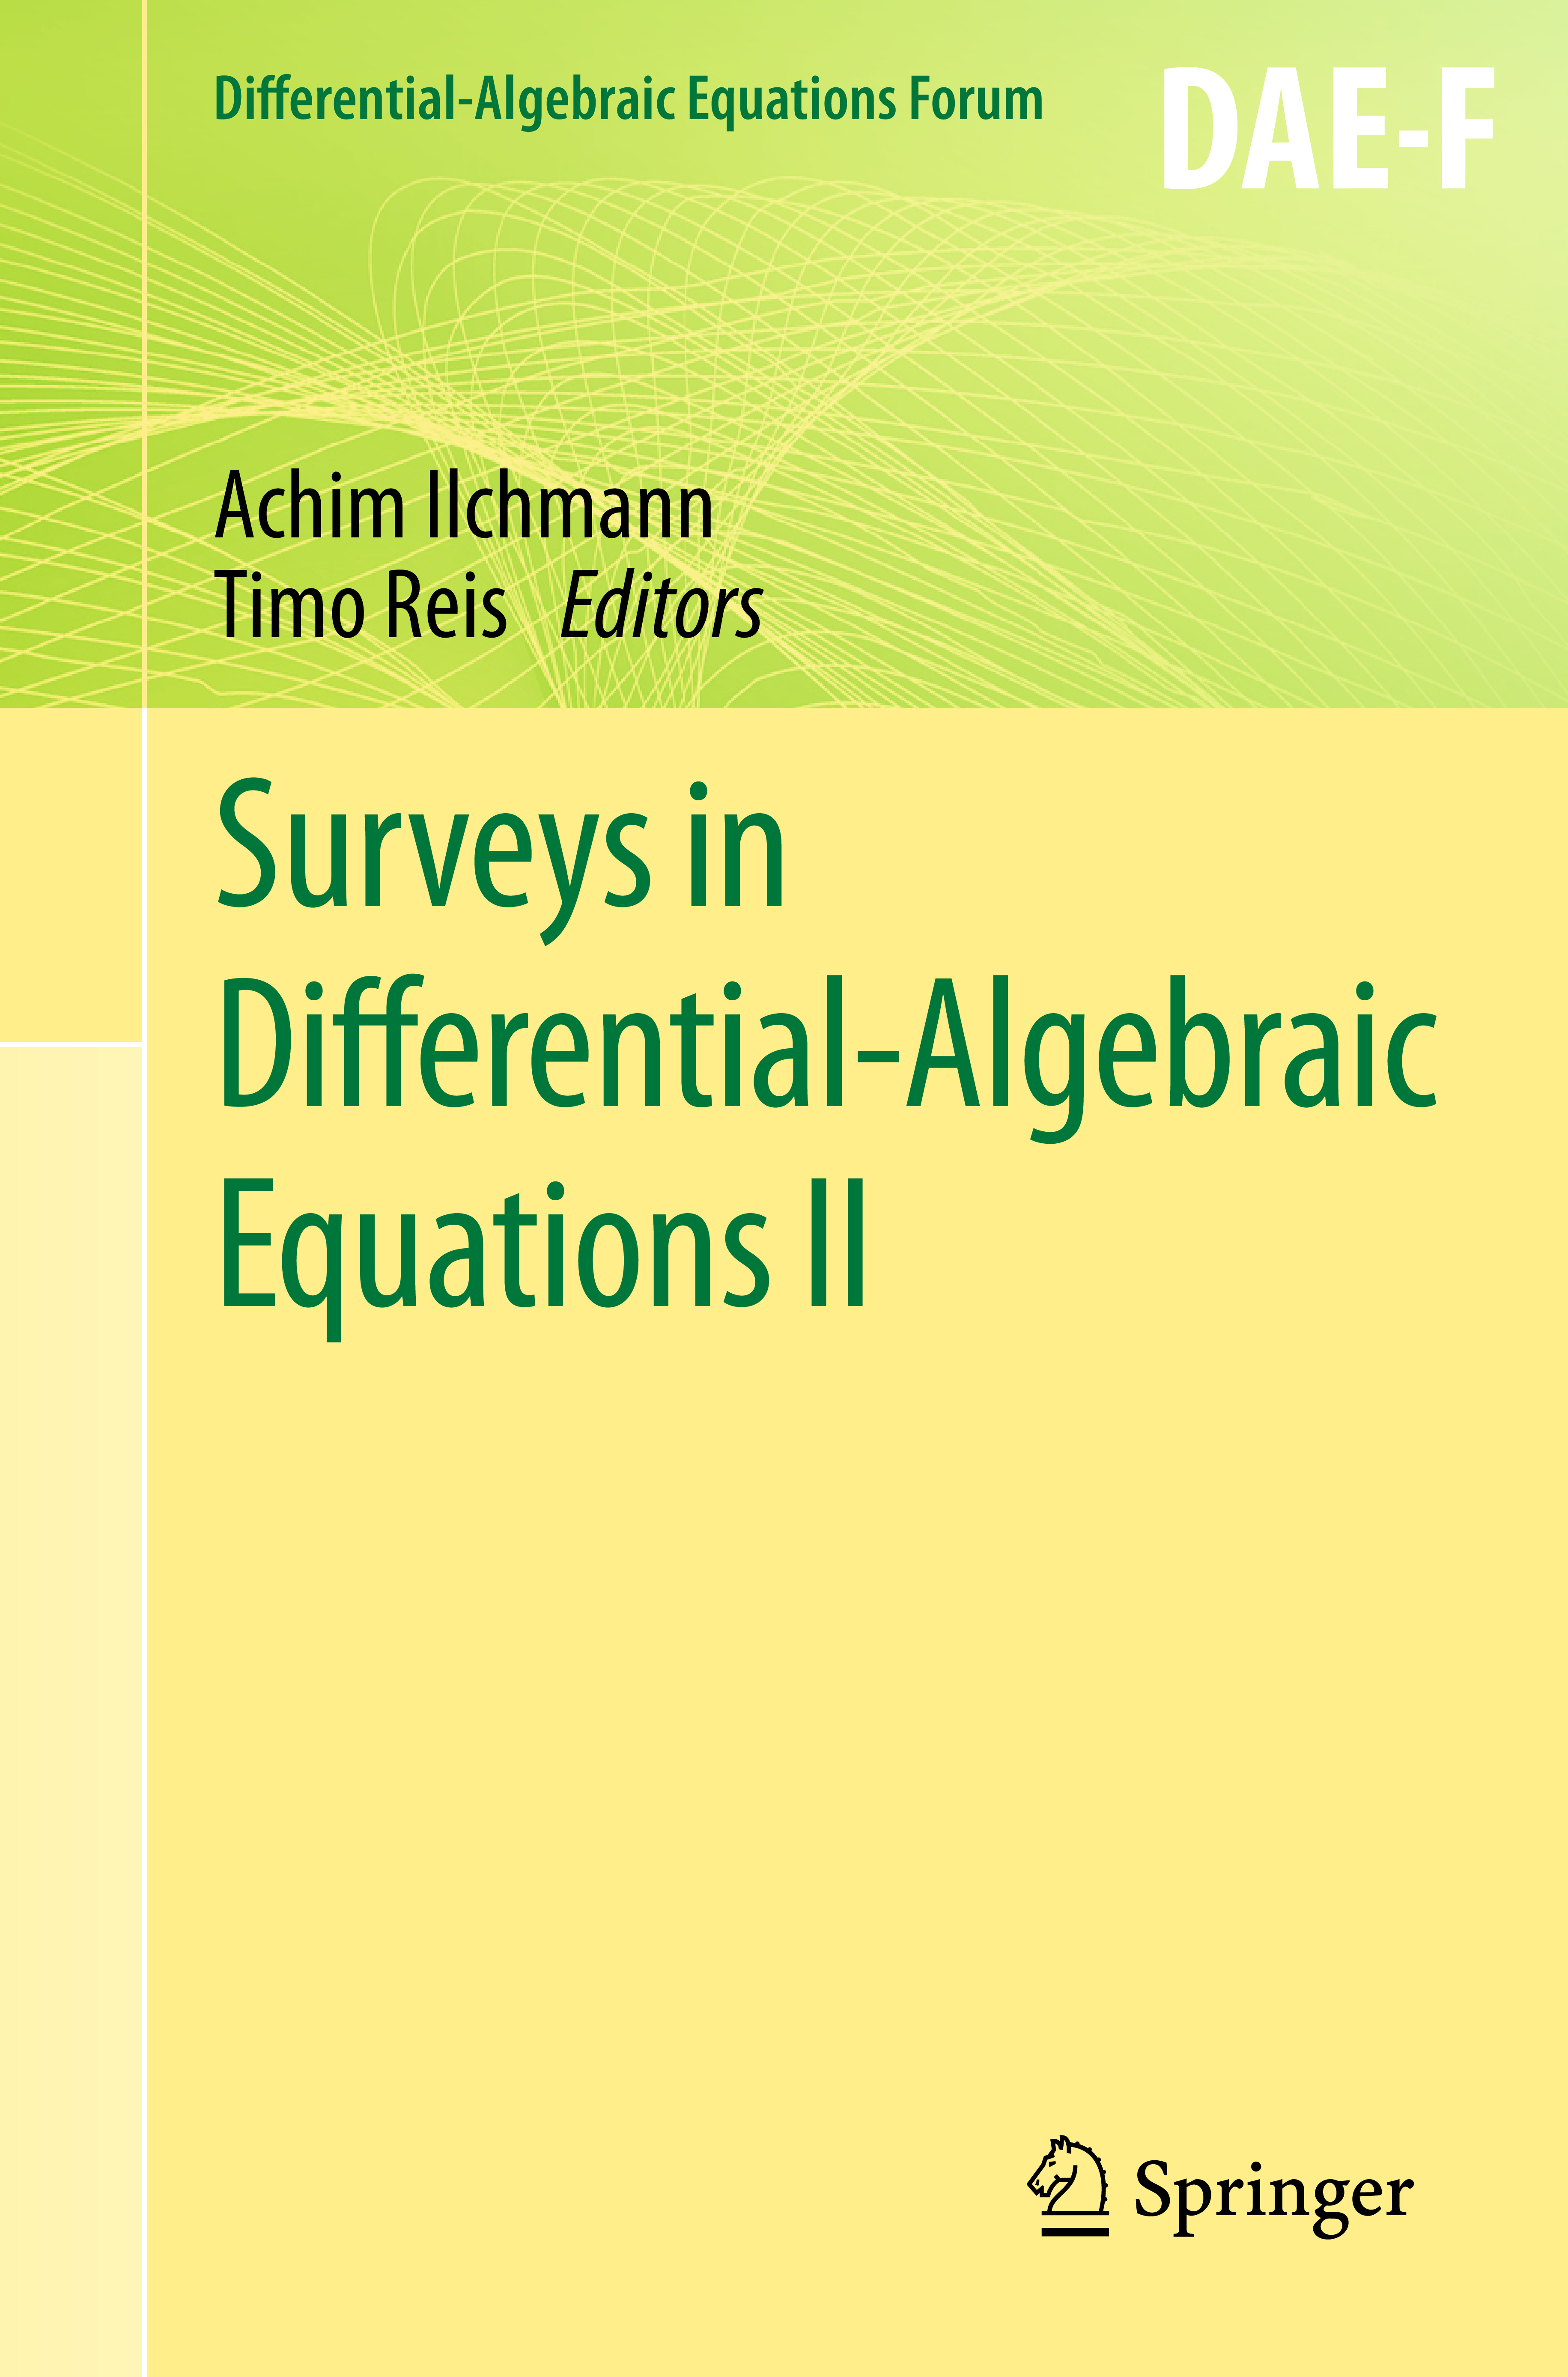 Differential-Algebraic Equations Forum
DAE-F
Achim Ilchmann
Timo Reis Editors
Surveys in
Differential-Algebraic
Equations II
Springer